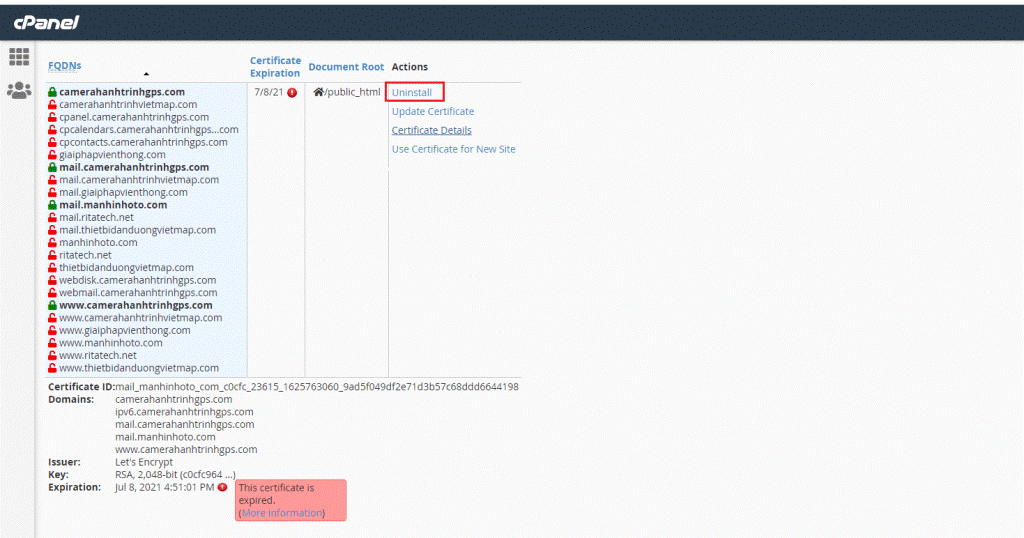 cPanel
FQDNs Certificate Expiration Document Root Actions
camerahanhtrinhgps.com 7/8/21 /public_html Uninstall
camerahanhtrinhvietmap.com Update Certificate
cpanel.camerahanhtrinhgps.com
cpcalendars.camerahanhtrinhgps...com Certificate Details
cpcontacts.camerahanhtrinhgps.com
giaiphapvienthong.com Use Certificate for New Site
mail.camerahanhtrinhgps.com
mail.camerahanhtrinhvietmap.com
mail.giaiphapvienthong.com
mail.manhinhoto.com
mail.ritatech.net
mail.thietbidanduongvietmap.com
manhinhoto.com
ritatech.net
thietbidanduongvietmap.com
webdisk.camerahanhtrinhgps.com
webmail.camerahanhtrinhgps.com
www.camerahanhtrinhgps.com
www.camerahanhtrinhvietmap.com
www.giaiphapvienthong.com
www.manhinhoto.com
www.ritatech.net
www.thietbidanduongvietmap.com
Certificate ID:mail_manhinhoto_com_c0cfc_23615_1625763060_9ad5f049df2e71d3b57c68ddd6644198
Domains: camerahanhtrinhgps.com
ipv6.camerahanhtrinhgps.com
mail.camerahanhtrinhgps.com
mail.manhinhoto.com
www.camerahanhtrinhgps.com
Issuer: Let's Encrypt
Key: RSA, 2,048-bit (c0cfc964 ...)
Expiration: Jul 8, 2021 4:51:01 PM This certificate is
expired.
(More information)